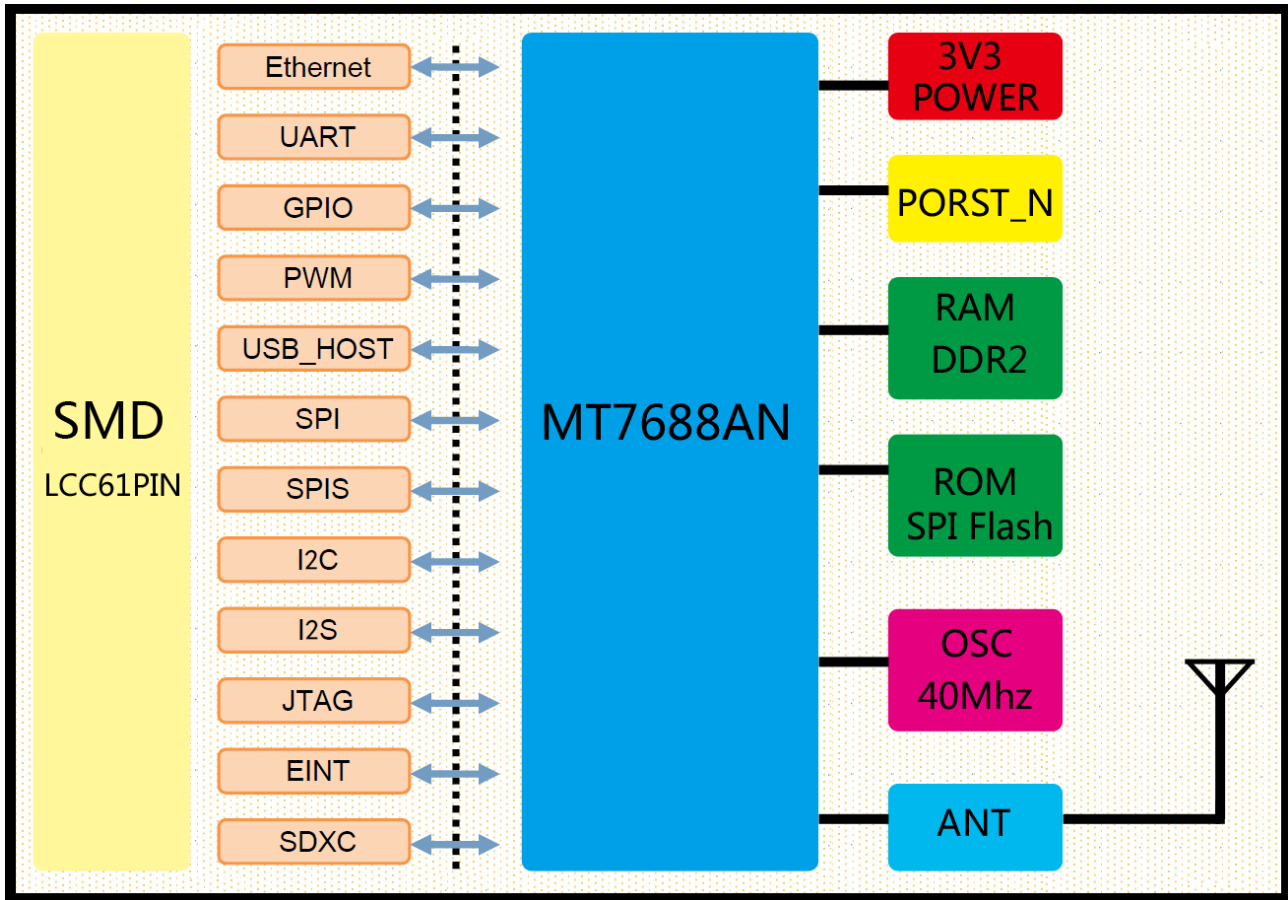 SMD
LCC61PIN
Ethernet
UART
GPIO
PWM
USB_HOST
SPI
SPIS
I2C
I2S
JTAG
EINT
SDXC
MT7688AN
3V3
POWER
PORST_N
RAM
DDR2
ROM
SPI Flash
OSC
40Mhz
ANT